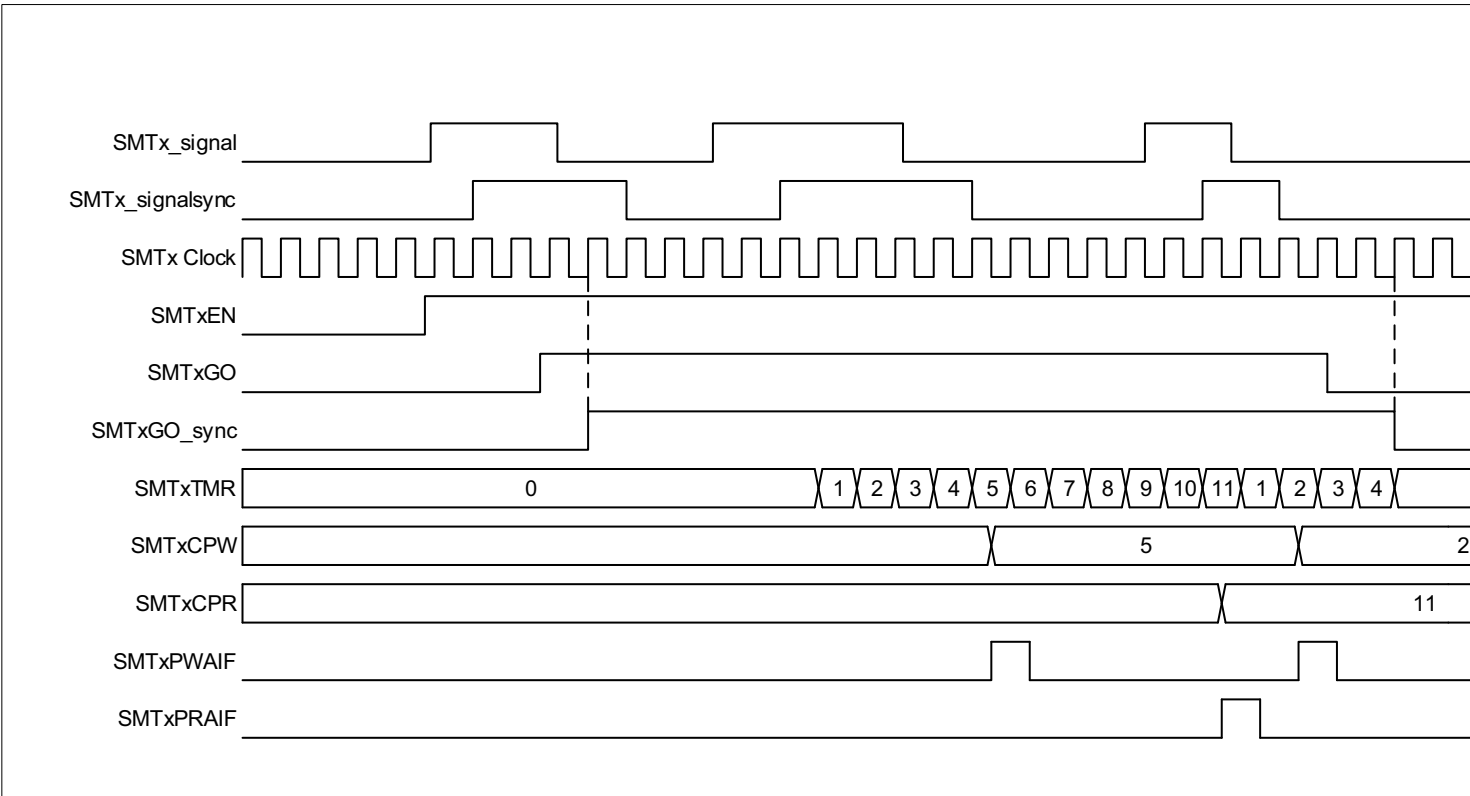 SMTx_signal
SMTx_signalsync
SMTx Clock
SMTxEN
SMTxGO
SMTxGO_sync
SMTxTMR 0 1 2 3 4 5 6 7 8 9 10 11 1 2 3 4
SMTxCPW 5 2
SMTxCPR 11
SMTxPWAIF
SMTxPRAIF